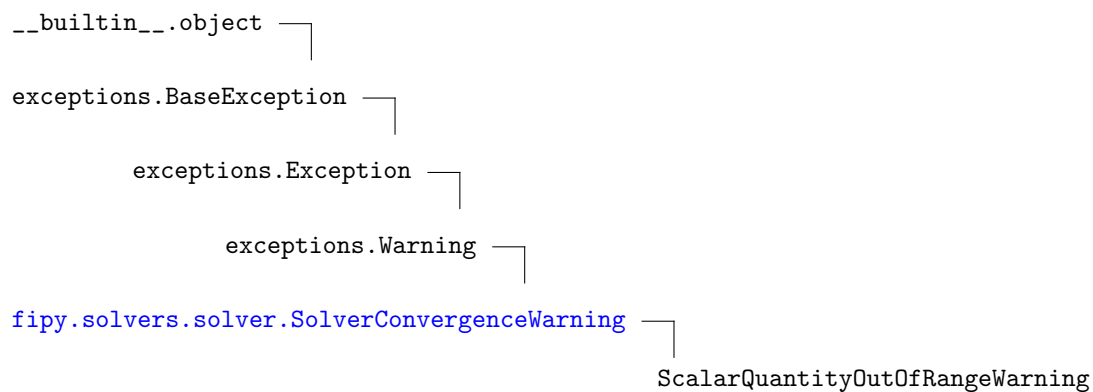 __builtin__.object
exceptions.BaseException
exceptions.Exception
exceptions.Warning
fipy.solvers.solver.SolverConvergenceWarning
ScalarQuantityOutOfRangeWarning